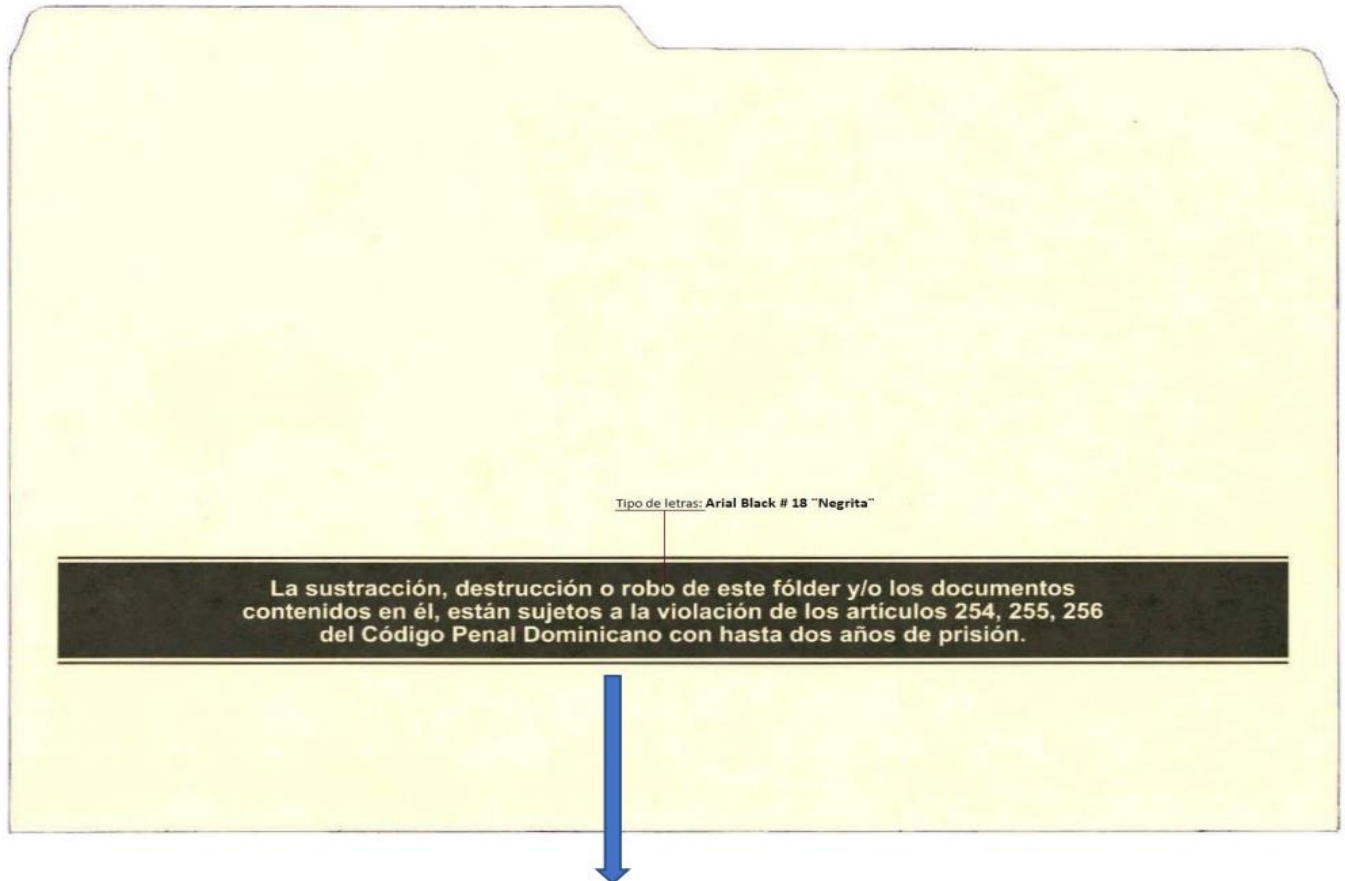 Tipo de letras: Arial Black # 18 ¨Negrita¨
La sustracción, destrucción o robo de este fólder y/o los documentos
contenidos en él, están sujetos a la violación de los artículos 254, 255, 256
del Código Penal Dominicano con hasta dos años de prisión.